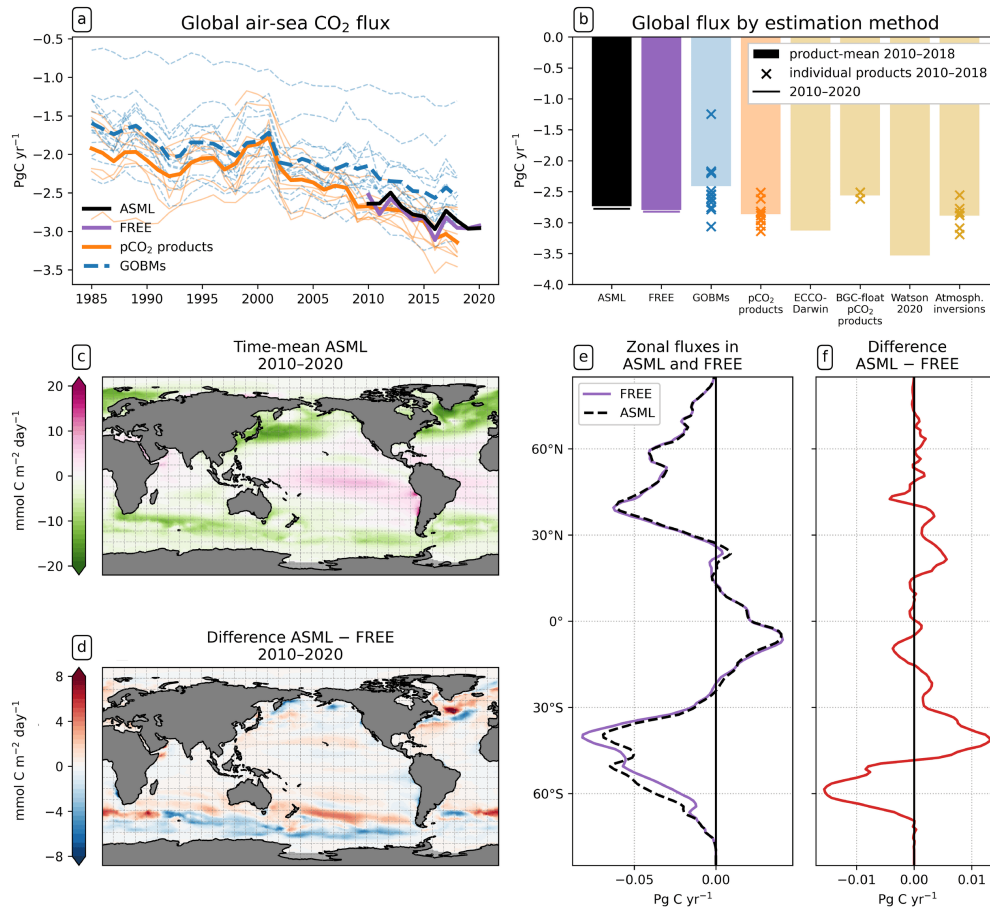 a
Global air-sea CO₂ flux
PgC yr⁻¹
−0.5
−1.0
−1.5
−2.0
−2.5
−3.0
−3.5
ASML
FREE
pCO₂ products
GOBMs
1985 1990 1995 2000 2005 2010 2015 2020
b
Global flux by estimation method
PgC yr⁻¹
0.0
−0.5
−1.0
−1.5
−2.0
−2.5
−3.0
−3.5
−4.0
product-mean 2010–2018
individual products 2010–2018
2010–2020
ASML
FREE
GOBMs
pCO₂
products
ECCO-
Darwin
BGC-float
pCO₂
products
Watson
2020
Atmosph.
inversions
c
Time-mean ASML
2010–2020
mmol C m⁻² day⁻¹
20
10
0
−10
−20
d
Difference ASML − FREE
2010–2020
mmol C m⁻² day⁻¹
8
4
0
−4
−8
e
Zonal fluxes in
ASML and FREE
FREE
ASML
60°N
30°N
0°
30°S
60°S
−0.05 0.00
Pg C yr⁻¹
f
Difference
ASML − FREE
−0.01 0.00 0.01
Pg C yr⁻¹